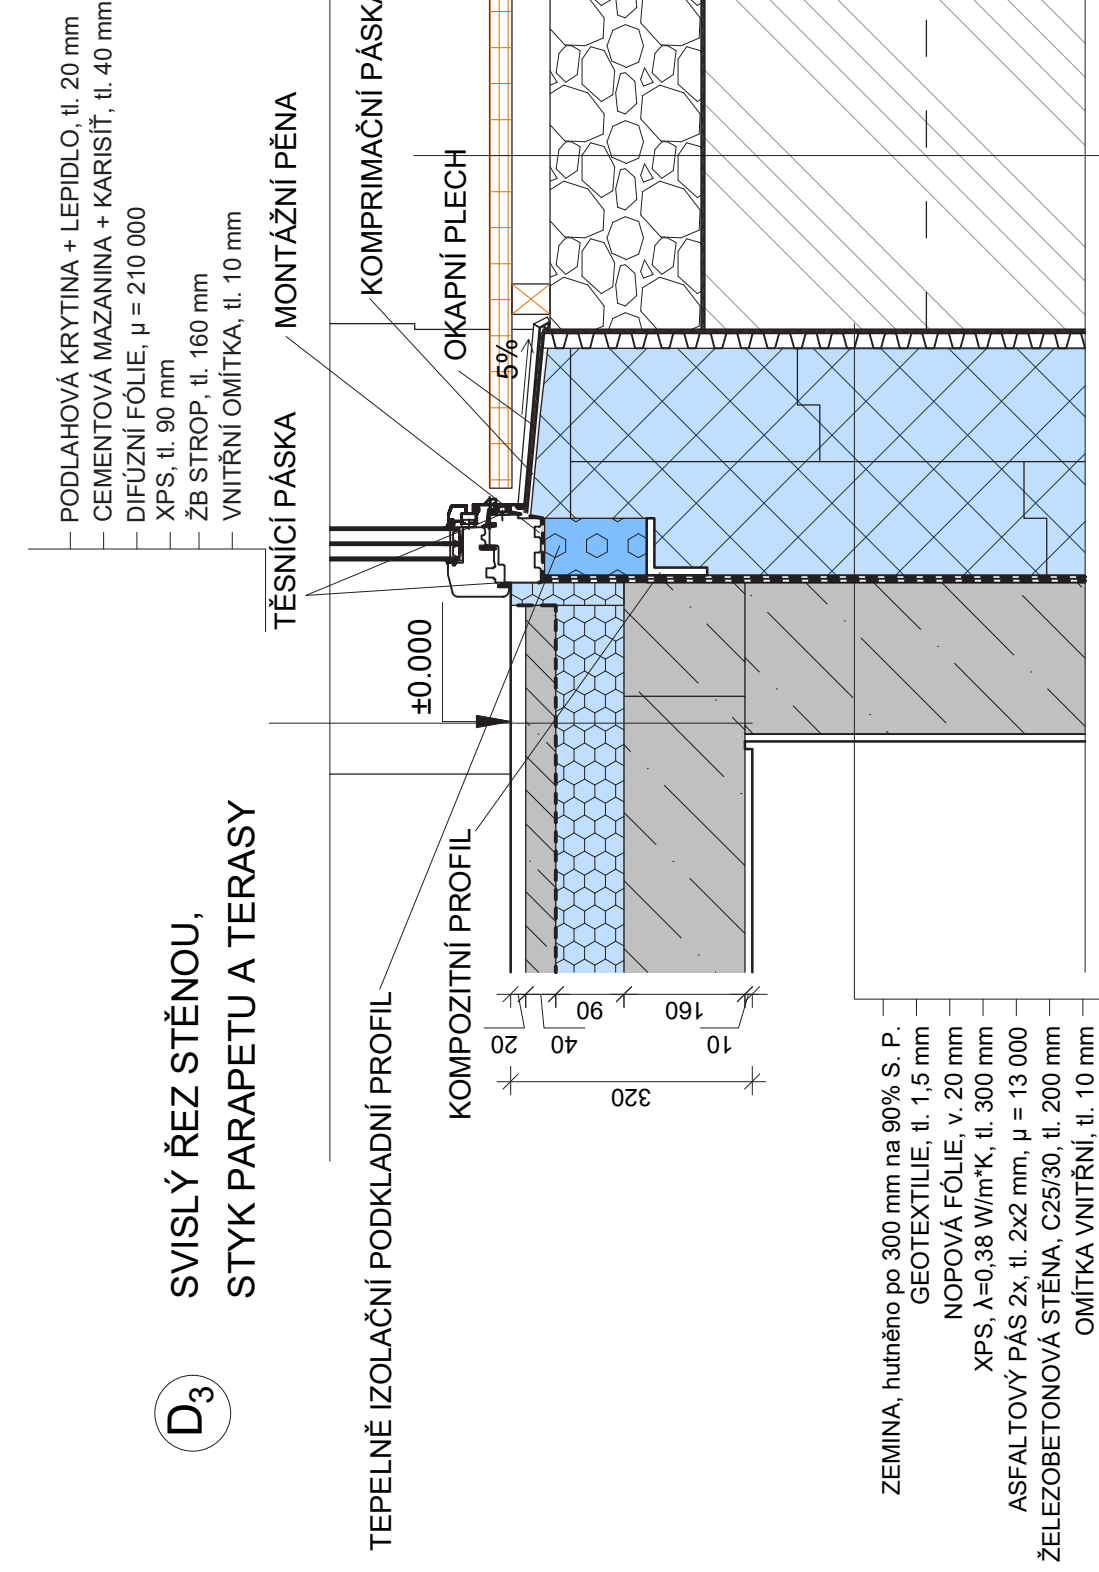 D3
SVISLÝ ŘEZ STĚNOU,
STYK PARAPETU A TERASY
PODLAHOVÁ KRYTINA + LEPIDLO, tl. 20 mm
CEMENTOVÁ MAZANINA + KARISÍŤ, tl. 40 mm
DIFÚZNÍ FÓLIE, µ = 210 000
XPS, tl. 90 mm
ŽB STROP, tl. 160 mm
VNITŘNÍ OMÍTKA, tl. 10 mm
TĚSNÍCÍ PÁSKA
MONTÁŽNÍ PĚNA
KOMPRIMAČNÍ PÁSKA
OKAPNÍ PLECH
5%
±0.000
TEPELNĚ IZOLAČNÍ PODKLADNÍ PROFIL
KOMPOZITNÍ PROFIL
20
40
90
160
10
320
ZEMINA, hutněno po 300 mm na 90% S. P.
GEOTEXTILIE, tl. 1,5 mm
NOPOVÁ FÓLIE, v. 20 mm
XPS, λ=0,38 W/m*K, tl. 300 mm
ASFALTOVÝ PÁS 2x, tl. 2x2 mm, µ = 13 000
ŽELEZOBETONOVÁ STĚNA, C25/30, tl. 200 mm
OMÍTKA VNITŘNÍ, tl. 10 mm